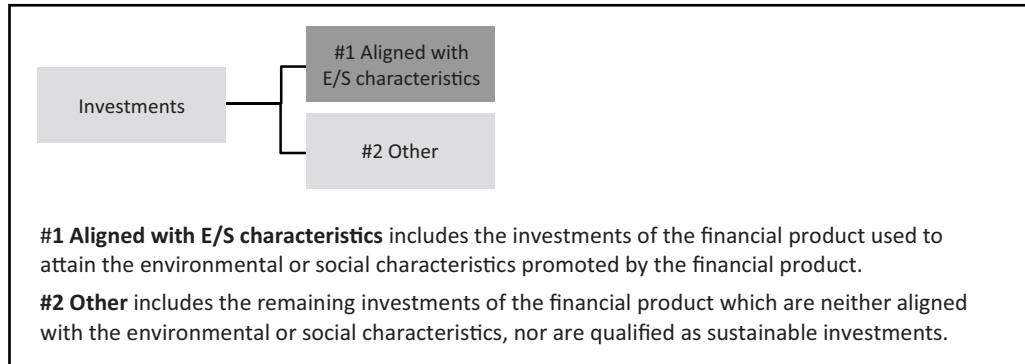 #1 Aligned with
E/S characteristics
Investments
#2 Other
#1 Aligned with E/S characteristics includes the investments of the financial product used to
attain the environmental or social characteristics promoted by the financial product.
#2 Other includes the remaining investments of the financial product which are neither aligned
with the environmental or social characteristics, nor are qualified as sustainable investments.